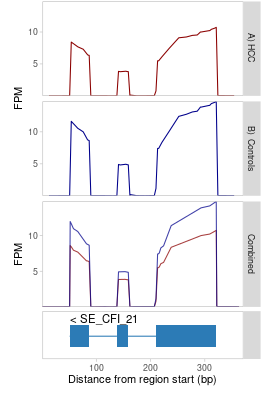 10
5
FPM
A) HCC
10
5
B) Controls
10
5
FPM
Combined
< SE_CFI_21
100
200
300
Distance from region start (bp)